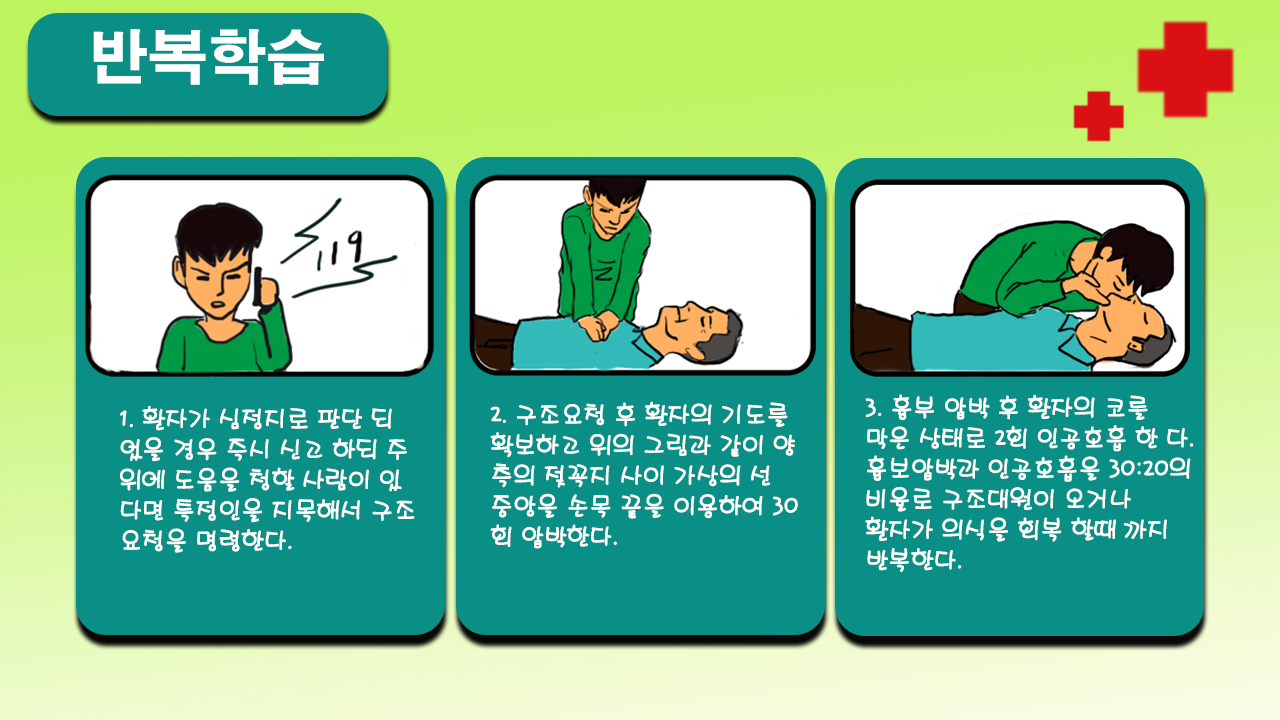 반복학습
119
1. 환자가 심정지로 판단 되
었을 경우 즉시 신고 하되 주
위에 도움을 청할 사람이 있
다면 특정인을 지목해서 구조
요청을 명령한다.
2. 구조요청 후 환자의 기도를
확보하고 위의 그림과 같이 양
측의 젖꼭지 사이 가상의 선
중앙을 손목 끝을 이용하여 30
회 압박한다.
3. 흉부 압박 후 환자의 코를
막은 상태로 2회 인공호흡 한 다.
흉보압박과 인공호흡을 30:20의
비율로 구조대원이 오거나
환자가 의식을 회복 할때 까지
반복한다.